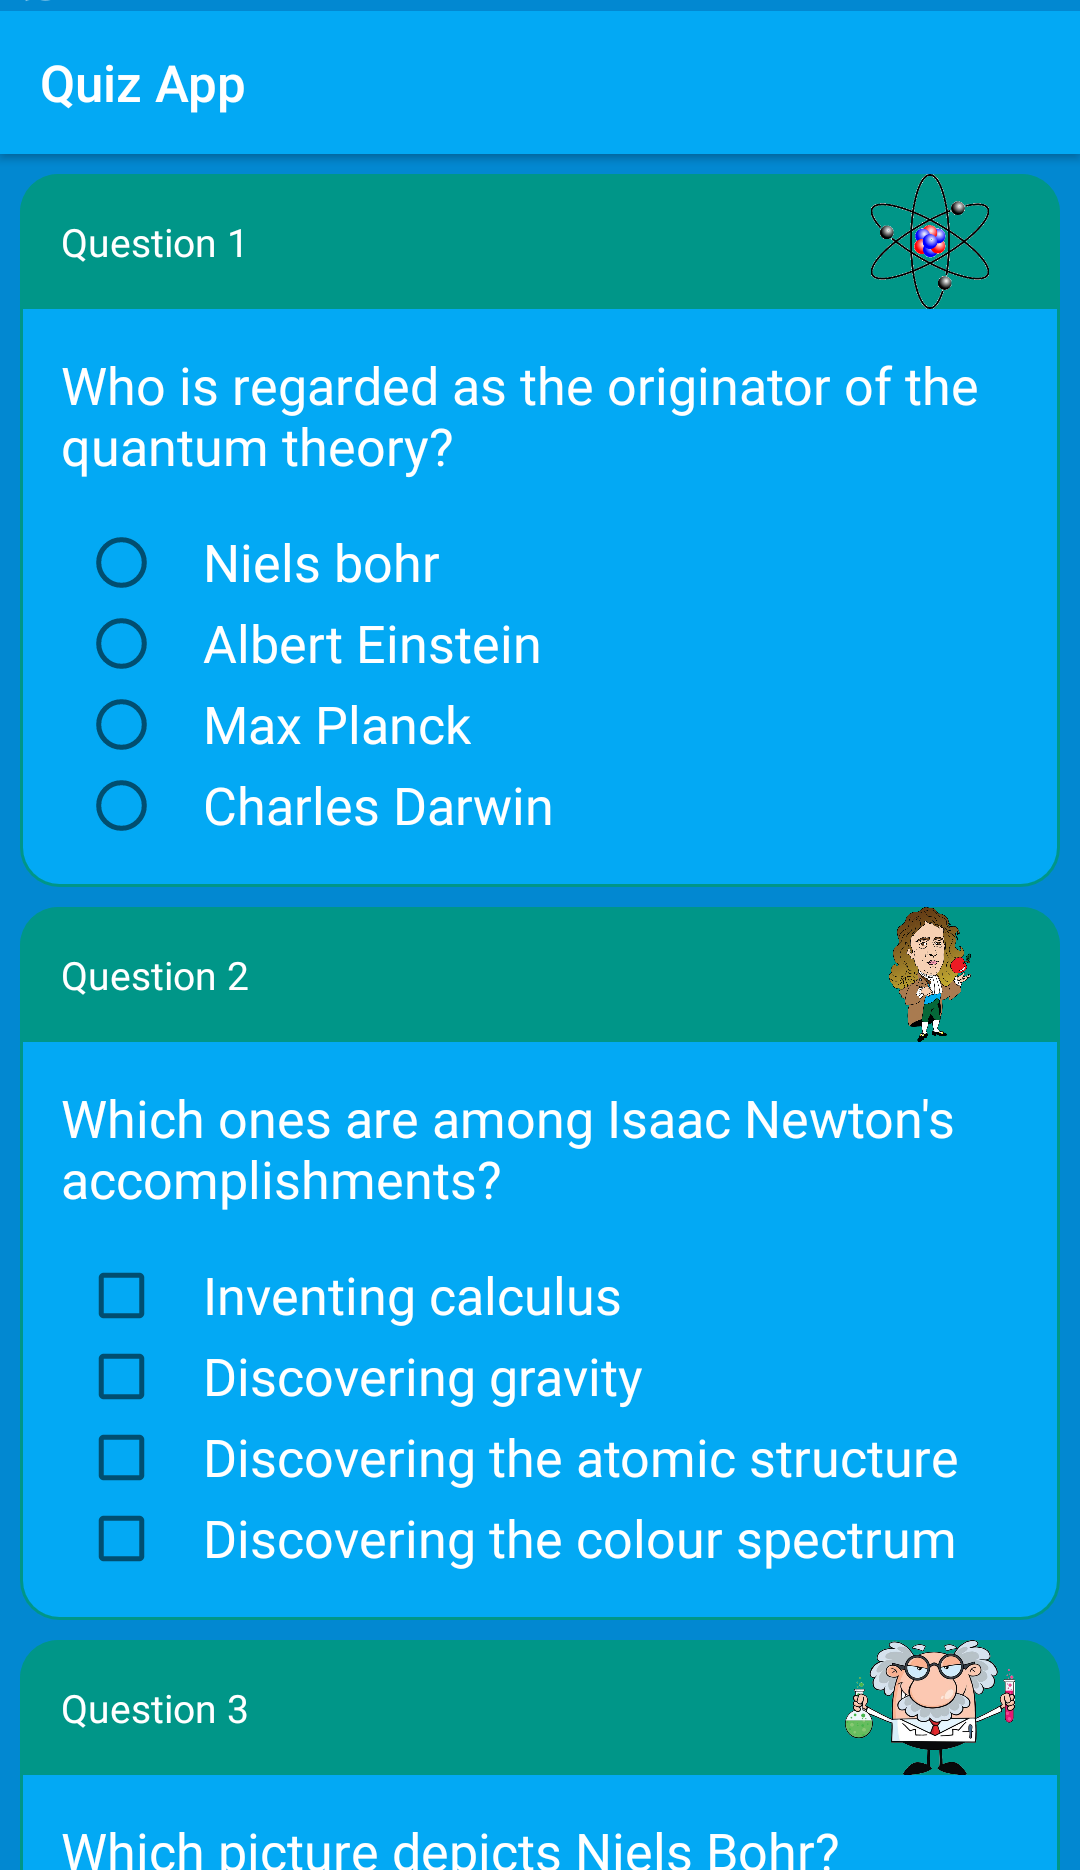 Quiz App
Question 1
Who is regarded as the originator of the
quantum theory?
Niels bohr
Albert Einstein
Max Planck
Charles Darwin
Question 2
Which ones are among Isaac Newton's
accomplishments?
Inventing calculus
Discovering gravity
Discovering the atomic structure
Discovering the colour spectrum
Question 3
Which picture depicts Niels Bohr?